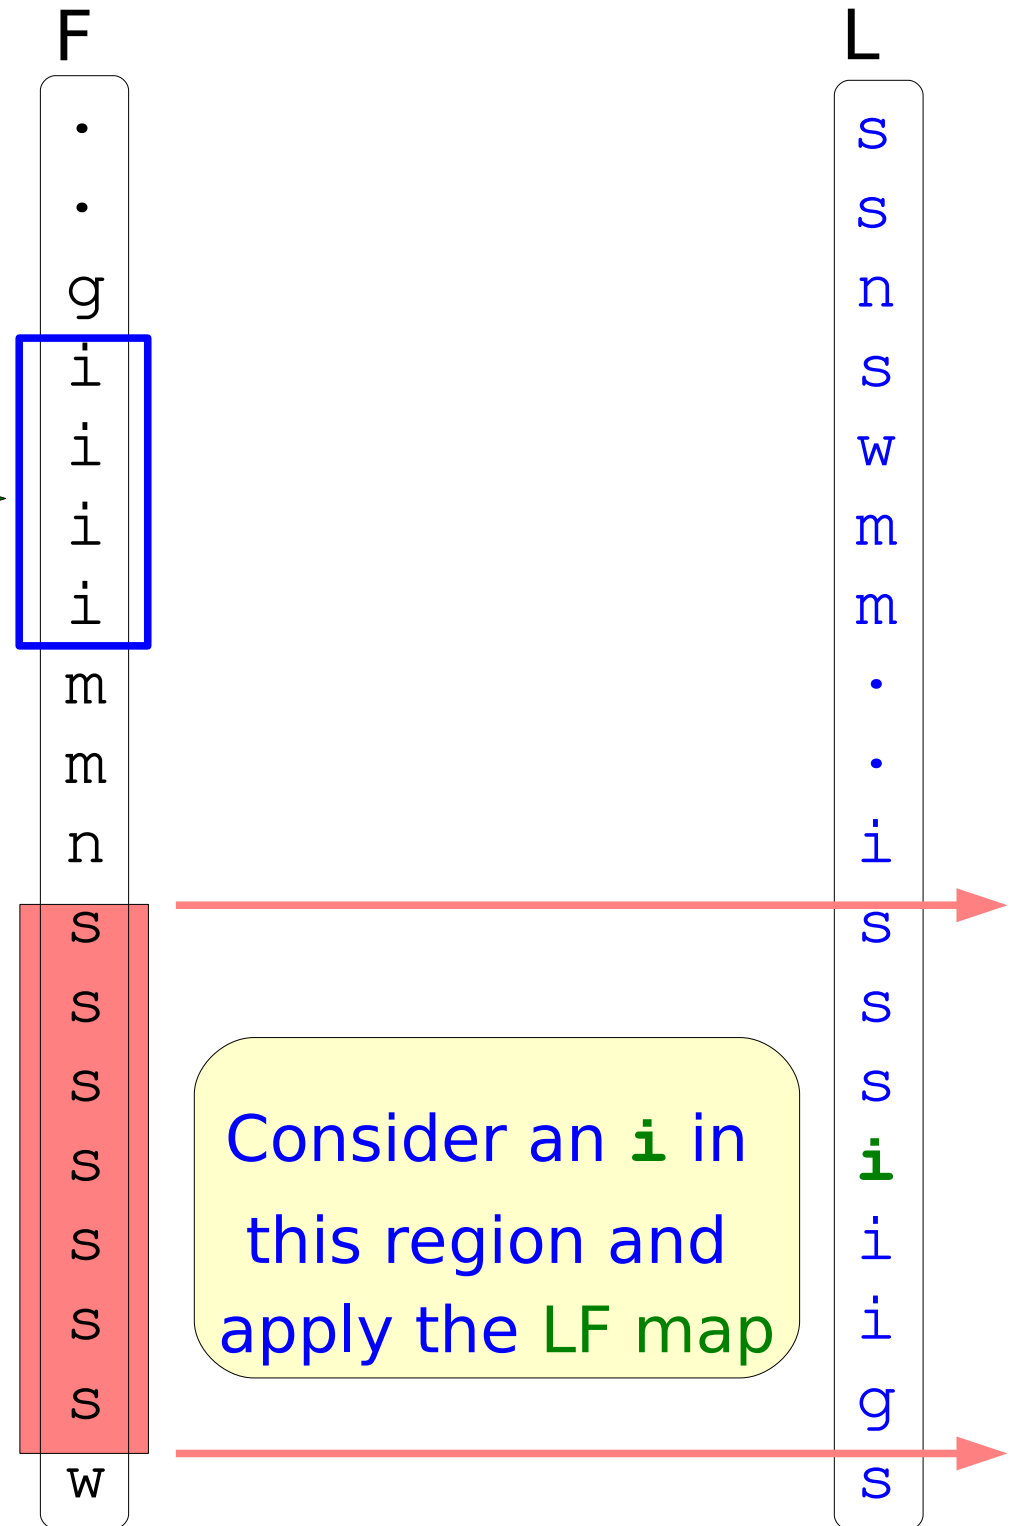 F L
. s
. s
g n
i s
i w
i m
i m
m .
m .
n i
s s
s s
s s
s i
s i
s i
s g
w s
Consider an i in
this region and
apply the LF map